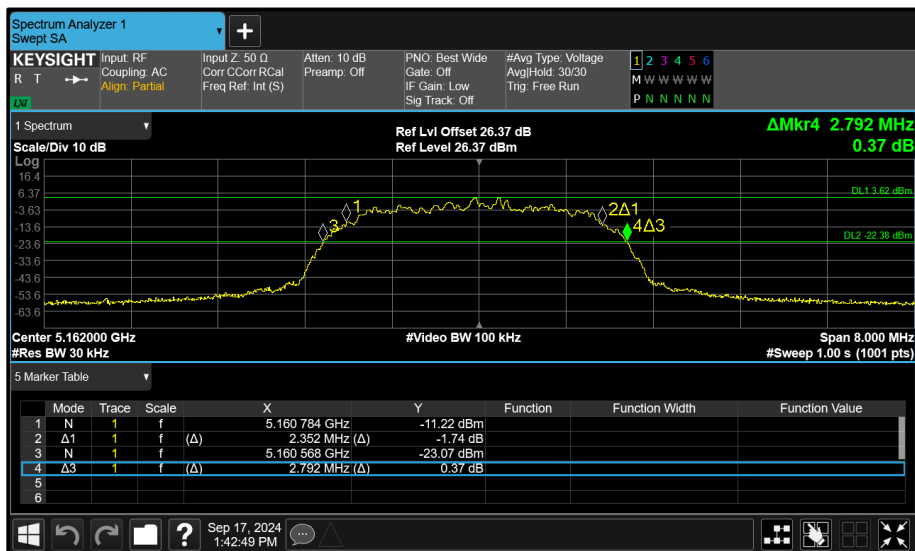 Spectrum Analyzer 1
Swept SA
+
KEYSIGHT
R T
LXI
Input: RF
Coupling: AC
Align: Partial
Input Z: 50 Ω
Corr CCorr RCal
Freq Ref: Int (S)
Atten: 10 dB
Preamp: Off
PNO: Best Wide
Gate: Off
IF Gain: Low
Sig Track: Off
#Avg Type: Voltage
Avg|Hold: 30/30
Trig: Free Run
1 2 3 4 5 6
M W W W W W
P N N N N N
1 Spectrum
Scale/Div 10 dB
Ref Lvl Offset 26.37 dB
Ref Level 26.37 dBm
ΔMkr4 2.792 MHz
0.37 dB
Log
16.4
6.37
-3.63
-13.6
-23.6
-33.6
-43.6
-53.6
-63.6
DL1 3.62 dBm
1
2Δ1
3
4Δ3
DL2 -22.38 dBm
Center 5.162000 GHz
#Video BW 100 kHz
Span 8.000 MHz
#Res BW 30 kHz
#Sweep 1.00 s (1001 pts)
5 Marker Table
Mode Trace Scale X Y Function Function Width Function Value
1 N 1 f 5.160 784 GHz -11.22 dBm
2 Δ1 1 f (Δ) 2.352 MHz (Δ) -1.74 dB
3 N 1 f 5.160 568 GHz -23.07 dBm
4 Δ3 1 f (Δ) 2.792 MHz (Δ) 0.37 dB
5
6
?
Sep 17, 2024
1:42:49 PM